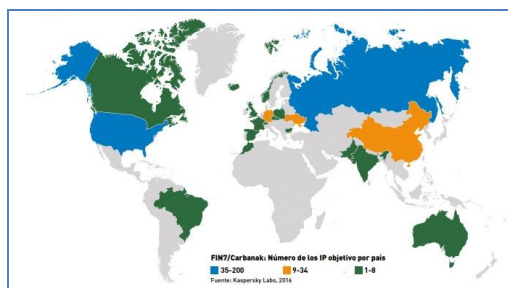 FIN7/Carbanak: Número de los IP objetivo por país
35-200 9-34 1-8
Fuente: Kaspersky Labs, 2016